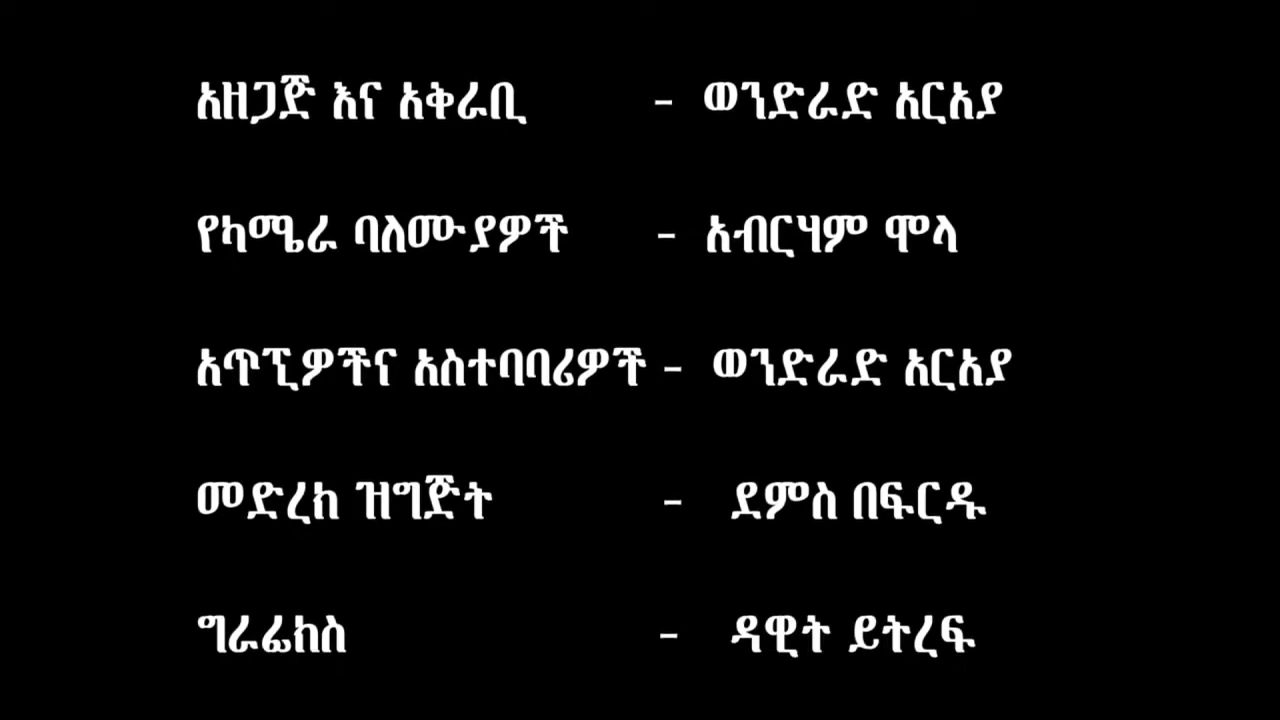 አዘጋጅ እና አቅራቢ - ወንድራድ አርአያ
የካሜራ ባለሙያዎች - አብርሃም ሞላ
አጥኚዎችና አስተባባሪዎች - ወንድራድ አርአያ
መድረክ ዝግጅት - ደምስ በፍርዱ
ግራፊክስ - ዳዊት ይትረፍ